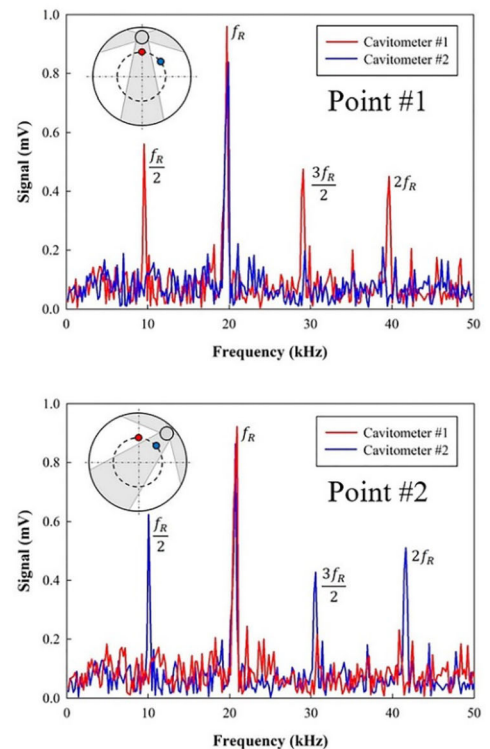 1.0
0.8
0.6
0.4
0.2
0.0
0 10 20 30 40 50
Signal (mV)
Frequency (kHz)
f_R
f_R/2
3f_R/2
2f_R
Cavitometer #1
Cavitometer #2
Point #1
1.0
0.8
0.6
0.4
0.2
0.0
0 10 20 30 40 50
Signal (mV)
Frequency (kHz)
f_R
f_R/2
3f_R/2
2f_R
Cavitometer #1
Cavitometer #2
Point #2